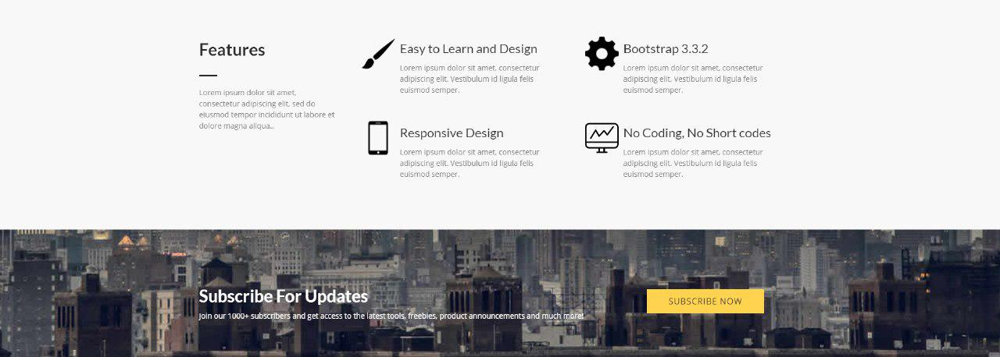 Features
Lorem ipsum dolor sit amet,
consectetur adipiscing elit, sed do
eiusmod tempor incididunt ut labore et
dolore magna aliqua..
Easy to Learn and Design
Lorem ipsum dolor sit amet, consectetur
adipiscing elit. Vestibulum id ligula felis
euismod semper.
Bootstrap 3.3.2
Lorem ipsum dolor sit amet, consectetur
adipiscing elit. Vestibulum id ligula felis
euismod semper.
Responsive Design
Lorem ipsum dolor sit amet, consectetur
adipiscing elit. Vestibulum id ligula felis
euismod semper.
No Coding, No Short codes
Lorem ipsum dolor sit amet, consectetur
adipiscing elit. Vestibulum id ligula felis
euismod semper.
Subscribe For Updates
Join our 1000+ subscribers and get access to the latest tools, freebies, product announcements and much more!
SUBSCRIBE NOW